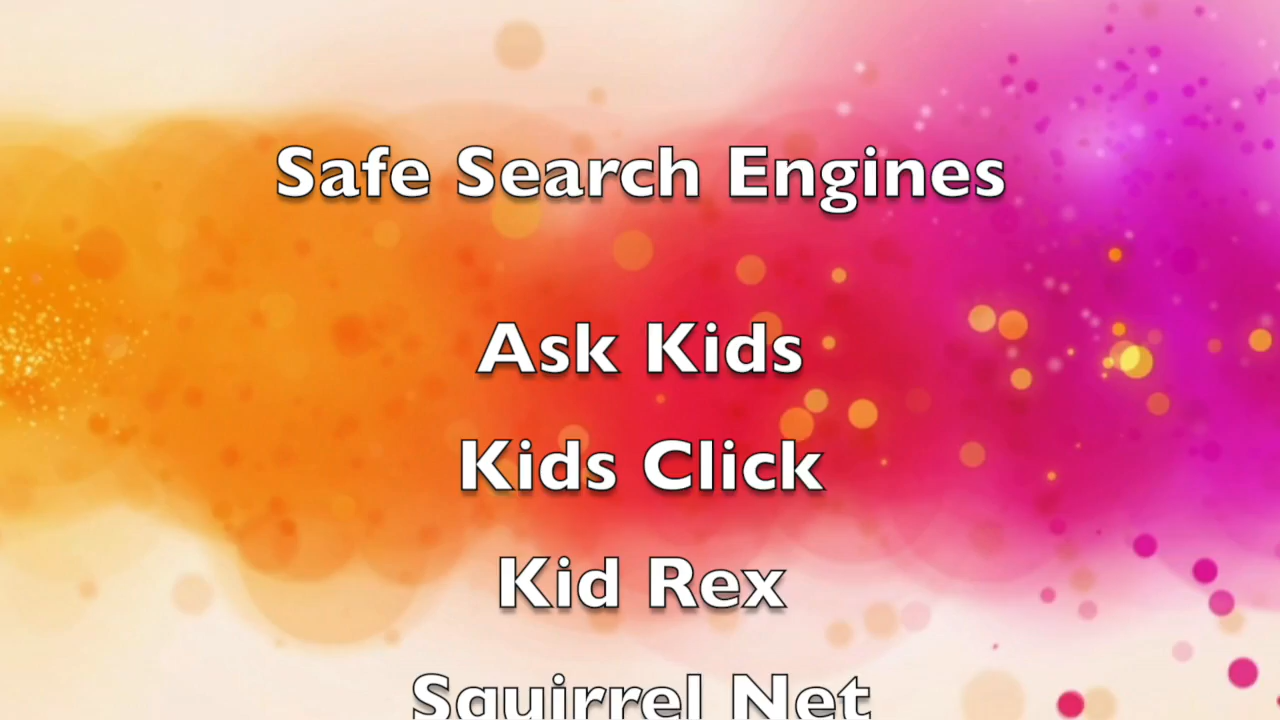 Safe Search Engines
Ask Kids
Kids Click
Kid Rex
Squirrel Net